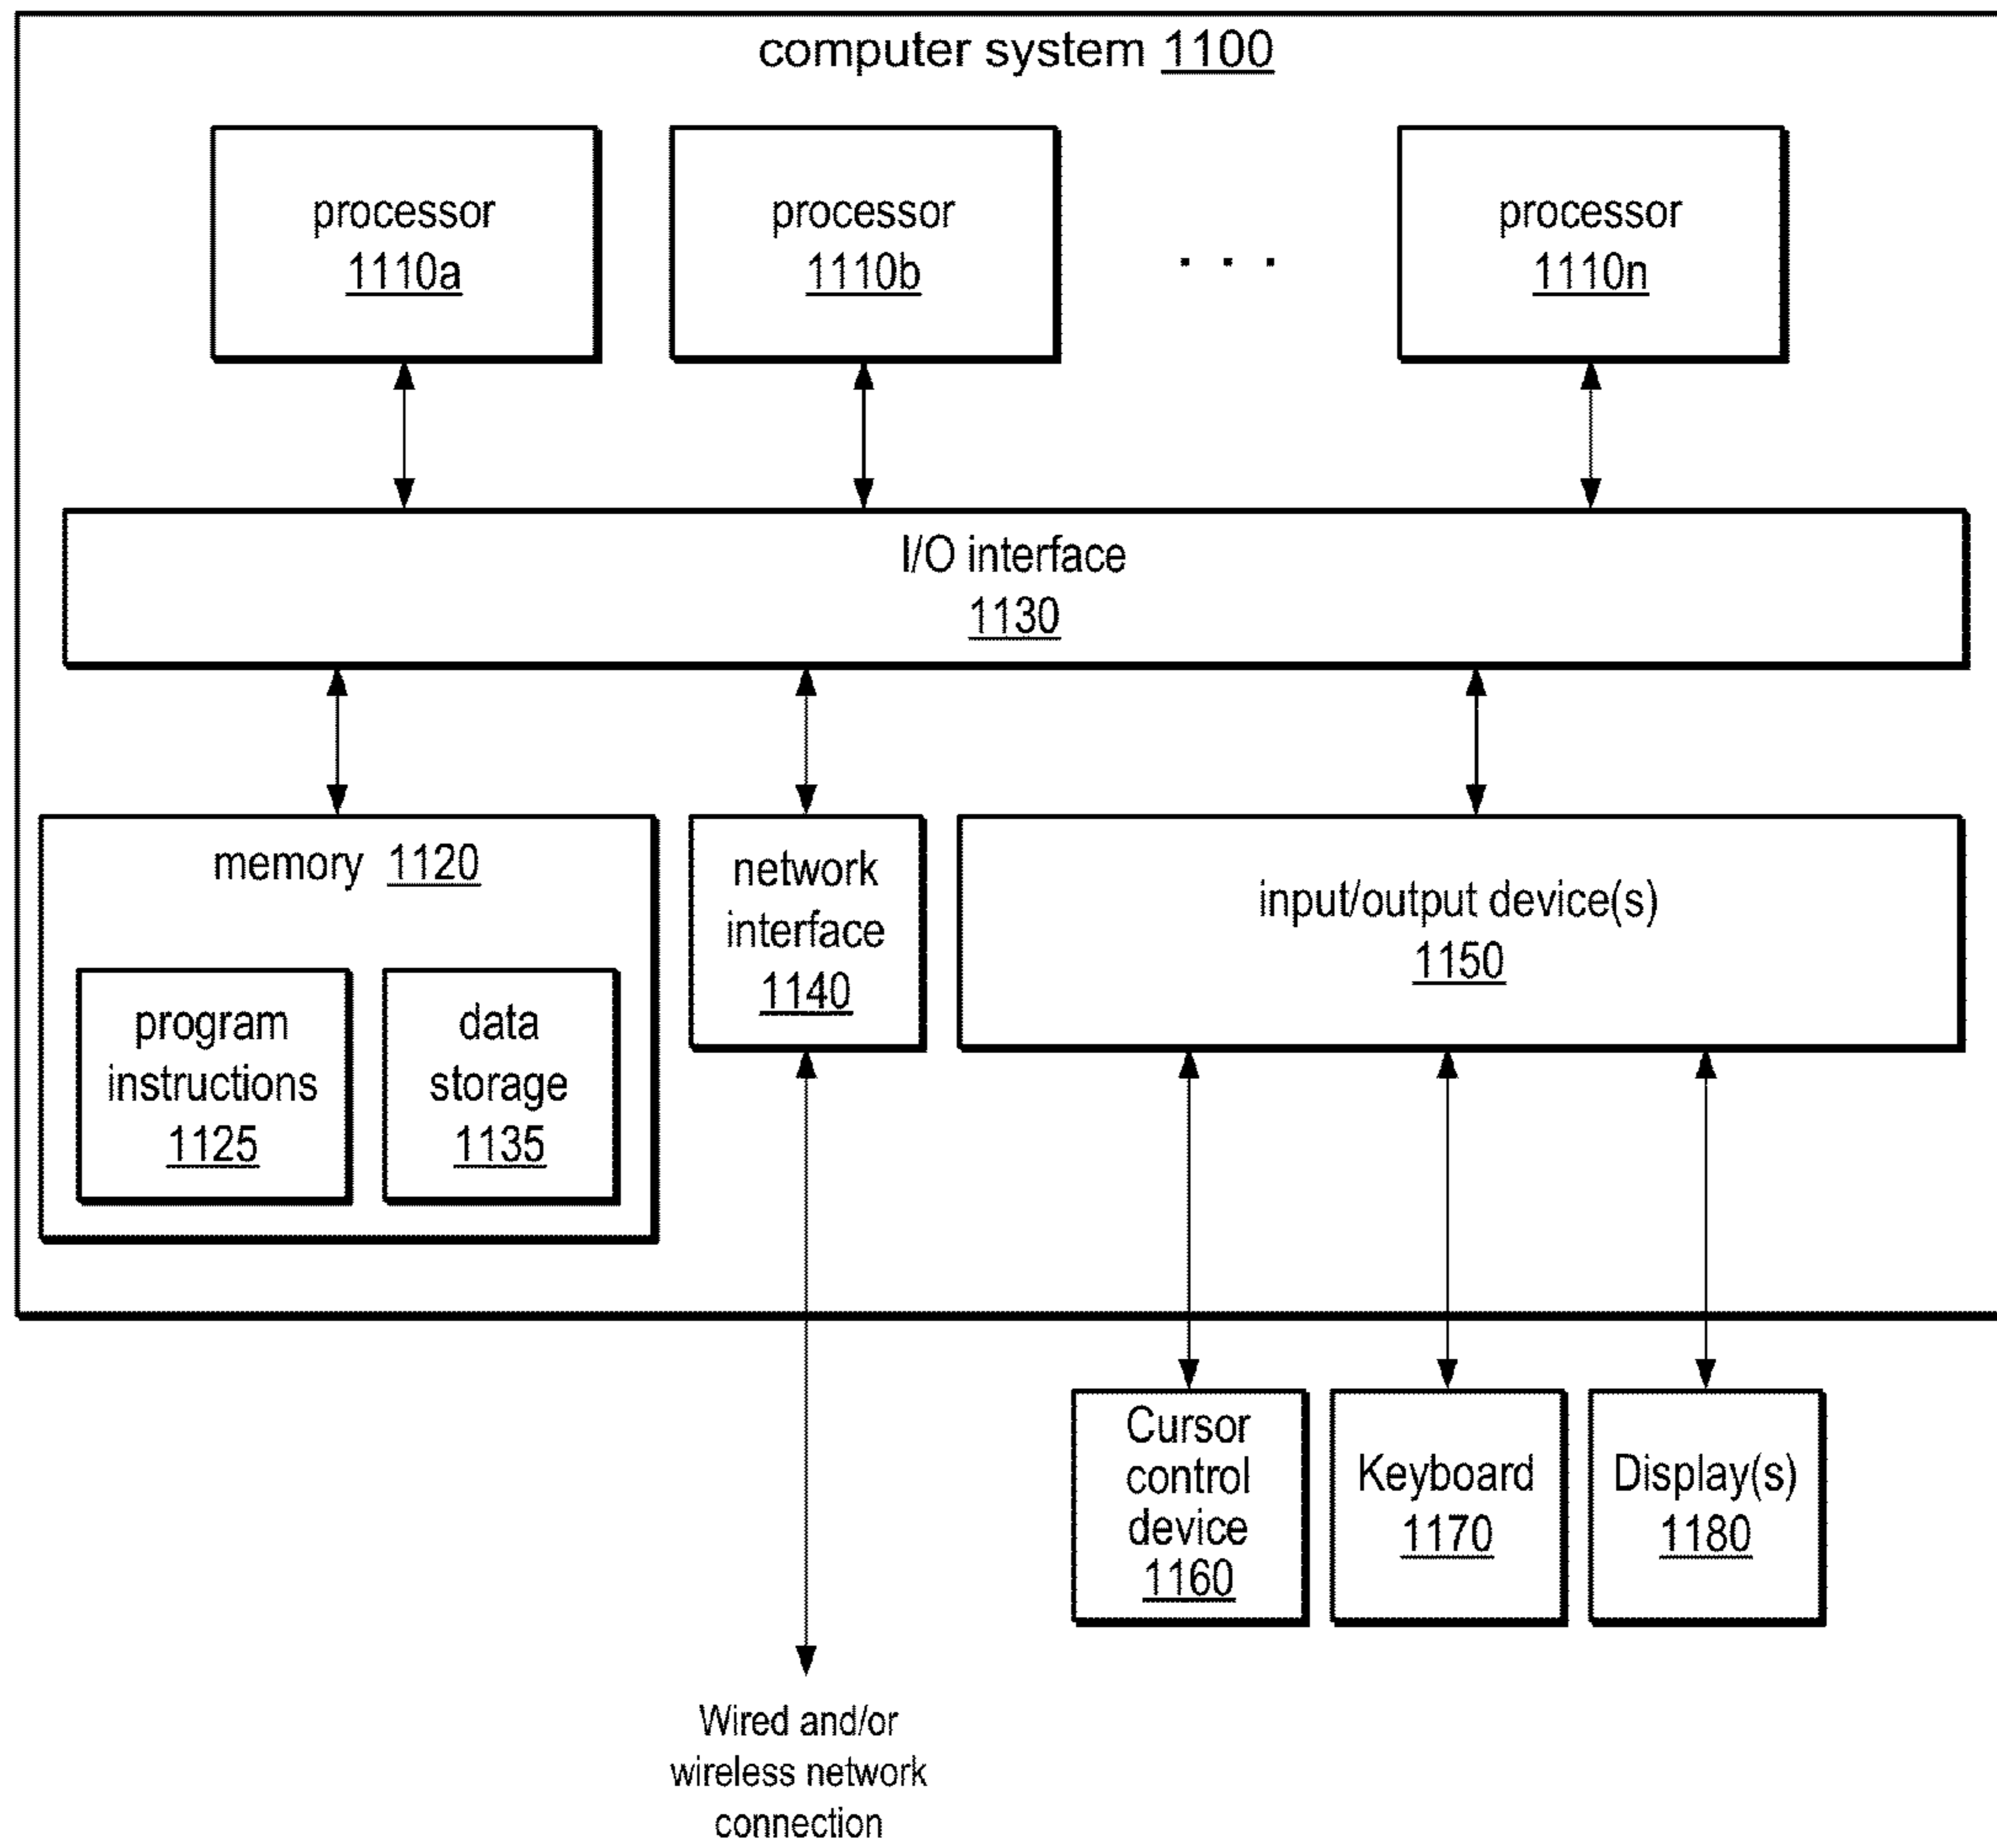 computer system 1100
processor
1110a
processor
1110b
. . .
processor
1110n
I/O interface
1130
memory 1120
program
instructions
1125
data
storage
1135
network
interface
1140
input/output device(s)
1150
Cursor
control
device
1160
Keyboard
1170
Display(s)
1180
Wired and/or
wireless network
connection